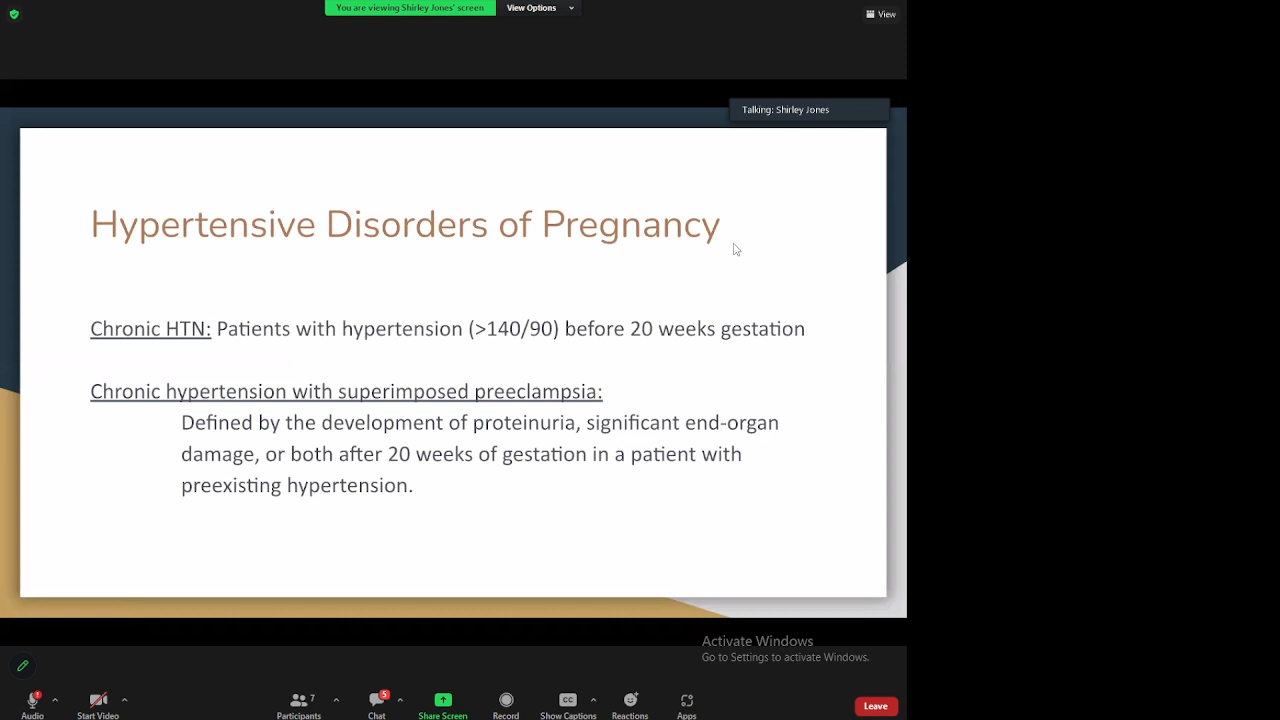 You are viewing Shirley Jones' screen
View Options
View
Talking: Shirley Jones
Hypertensive Disorders of Pregnancy
Chronic HTN: Patients with hypertension (>140/90) before 20 weeks gestation
Chronic hypertension with superimposed preeclampsia:
Defined by the development of proteinuria, significant end-organ
damage, or both after 20 weeks of gestation in a patient with
preexisting hypertension.
Activate Windows
Go to Settings to activate Windows.
7
5
CC
Audio
Start Video
Participants
Chat
Share Screen
Record
Show Captions
Reactions
Apps
Leave